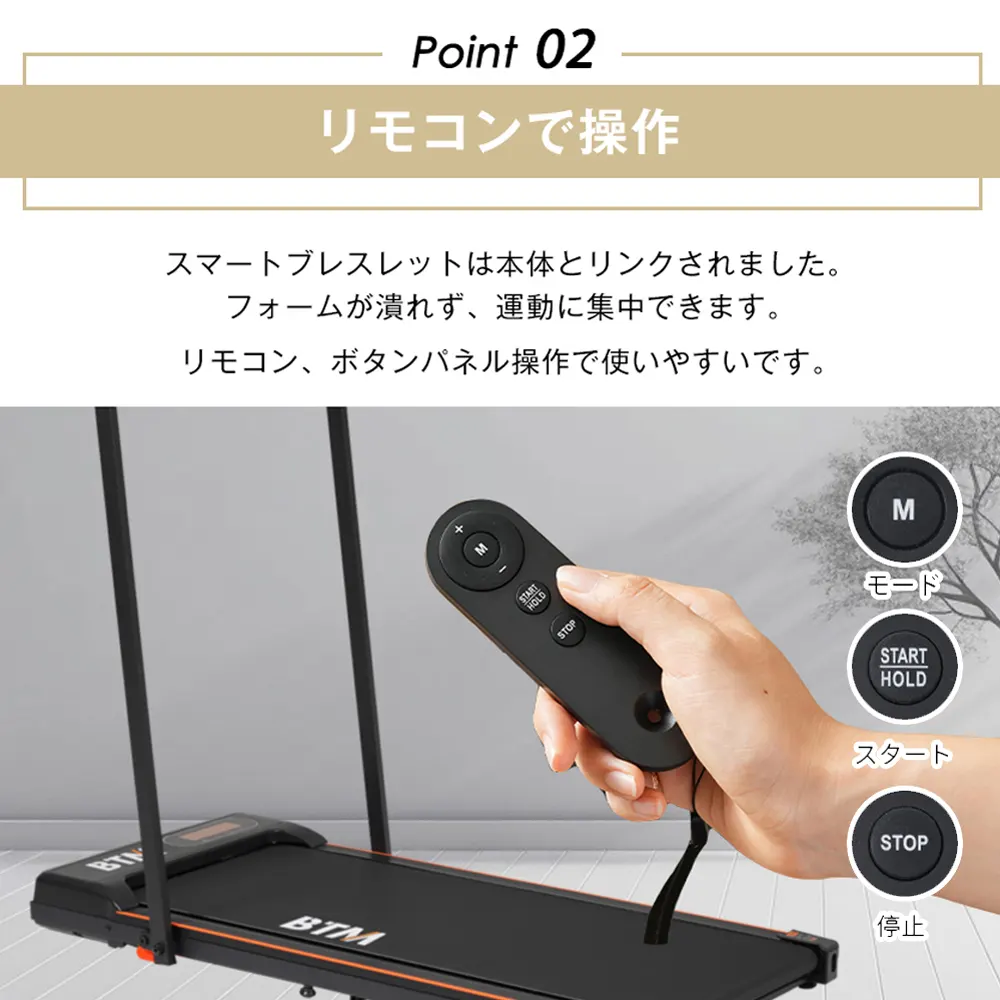 Point 02
リモコンで操作
スマートブレスレットは本体とリンクされました。
フォームが潰れず、運動に集中できます。
リモコン、ボタンパネル操作で使いやすいです。
+
M
−
START
HOLD
STOP
M
モード
START
HOLD
スタート
STOP
停止
BTM
BTM